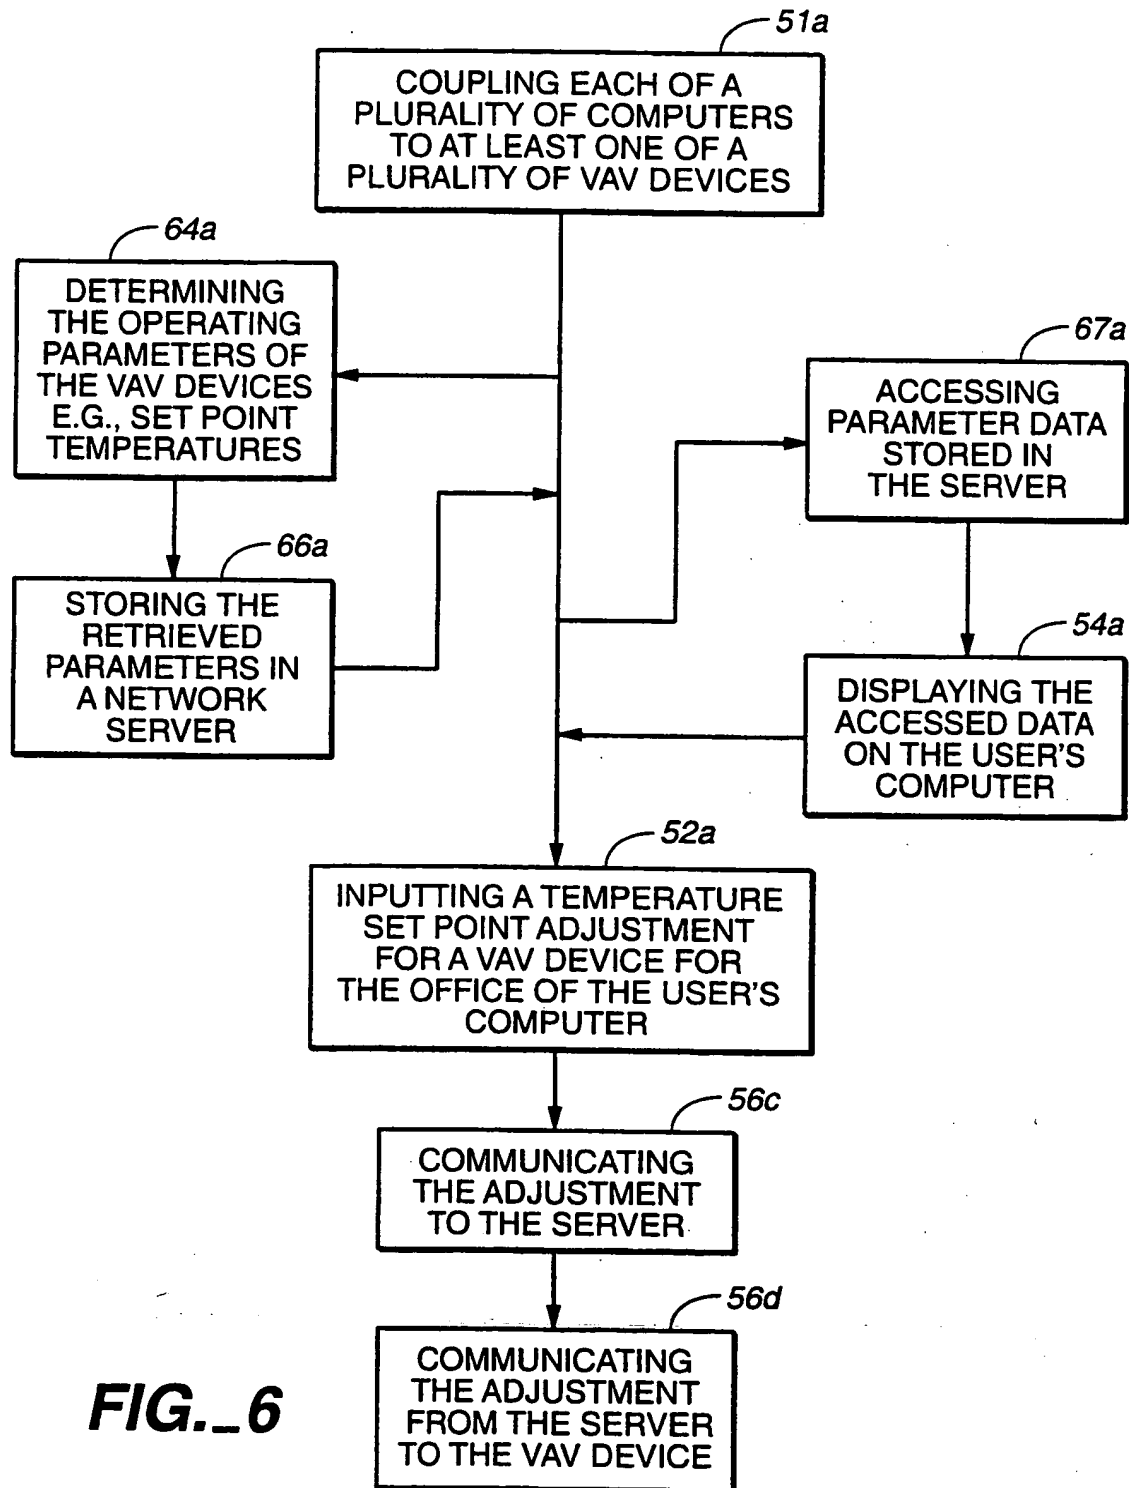 51a
COUPLING EACH OF A
PLURALITY OF COMPUTERS
TO AT LEAST ONE OF A
PLURALITY OF VAV DEVICES
64a
DETERMINING
THE OPERATING
PARAMETERS OF
THE VAV DEVICES
E.G., SET POINT
TEMPERATURES
67a
ACCESSING
PARAMETER DATA
STORED IN
THE SERVER
66a
STORING THE
RETRIEVED
PARAMETERS IN
A NETWORK
SERVER
54a
DISPLAYING THE
ACCESSED DATA
ON THE USER'S
COMPUTER
52a
INPUTTING A TEMPERATURE
SET POINT ADJUSTMENT
FOR A VAV DEVICE FOR
THE OFFICE OF THE USER'S
COMPUTER
56c
COMMUNICATING
THE ADJUSTMENT
TO THE SERVER
56d
COMMUNICATING
THE ADJUSTMENT
FROM THE SERVER
TO THE VAV DEVICE
FIG._6